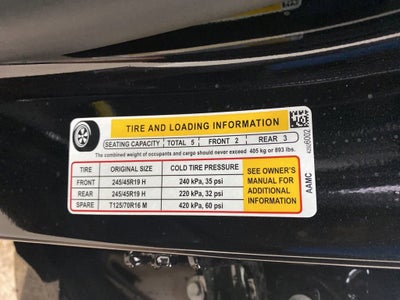 TIRE AND LOADING INFORMATION
SEATING CAPACITY TOTAL 5 FRONT 2 REAR 3
The combined weight of occupants and cargo should never exceed 405 kg or 893 lbs.
TIRE ORIGINAL SIZE COLD TIRE PRESSURE
FRONT 245/45R19 H 240 kPa, 35 psi
REAR 245/45R19 H 220 kPa, 32 psi
SPARE T125/70R16 M 420 kPa, 60 psi
SEE OWNER'S
MANUAL FOR
ADDITIONAL
INFORMATION
AAMC